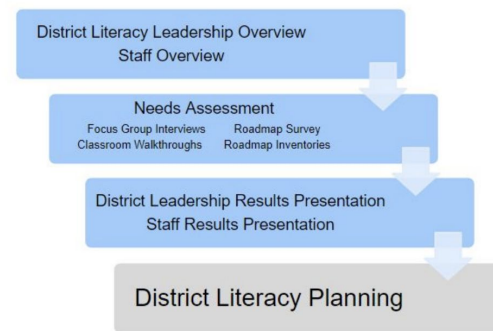 District Literacy Leadership Overview
Staff Overview
Needs Assessment
Focus Group Interviews Roadmap Survey
Classroom Walkthroughs Roadmap Inventories
District Leadership Results Presentation
Staff Results Presentation
District Literacy Planning